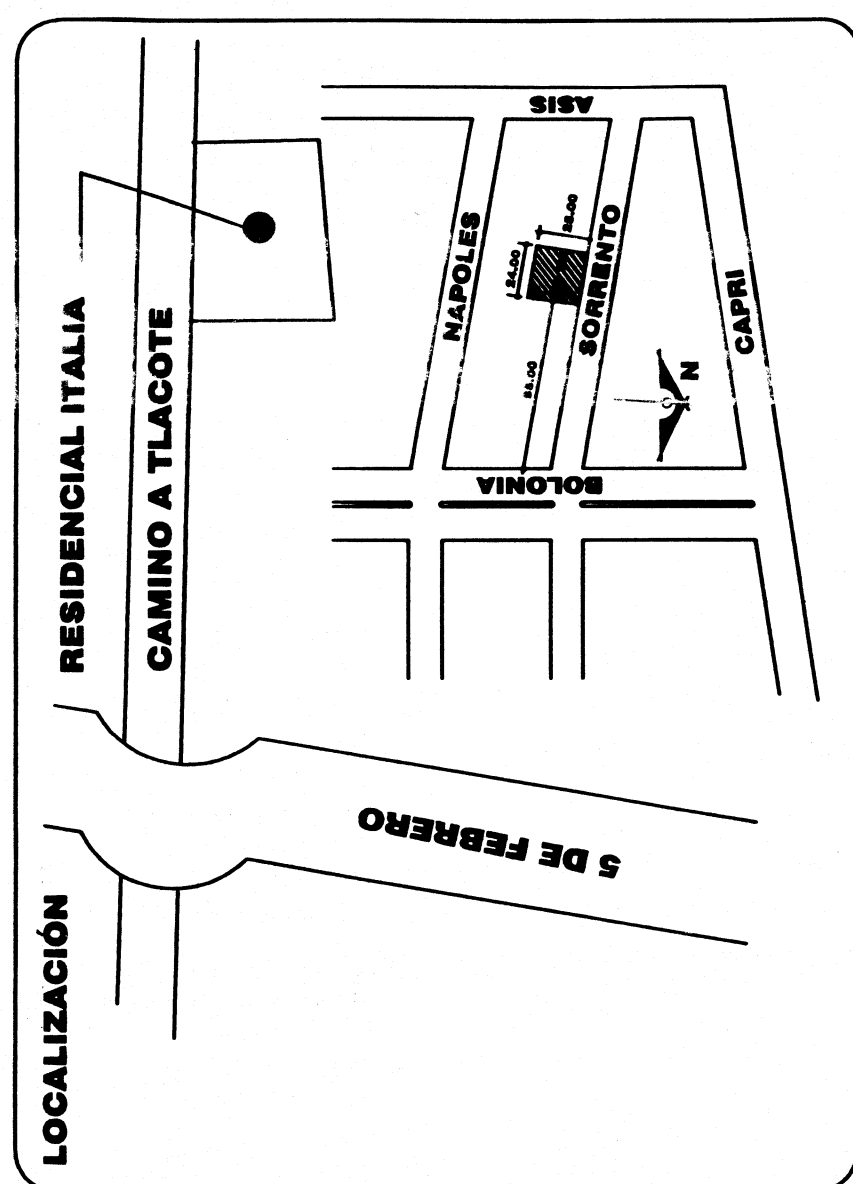 LOCALIZACIÓN
RESIDENCIAL ITALIA
CAMINO A TLACOTE
5 DE FEBRERO
ASIS
NAPOLES
SORRENTO
CAPRI
BOLONIA
24.00
N